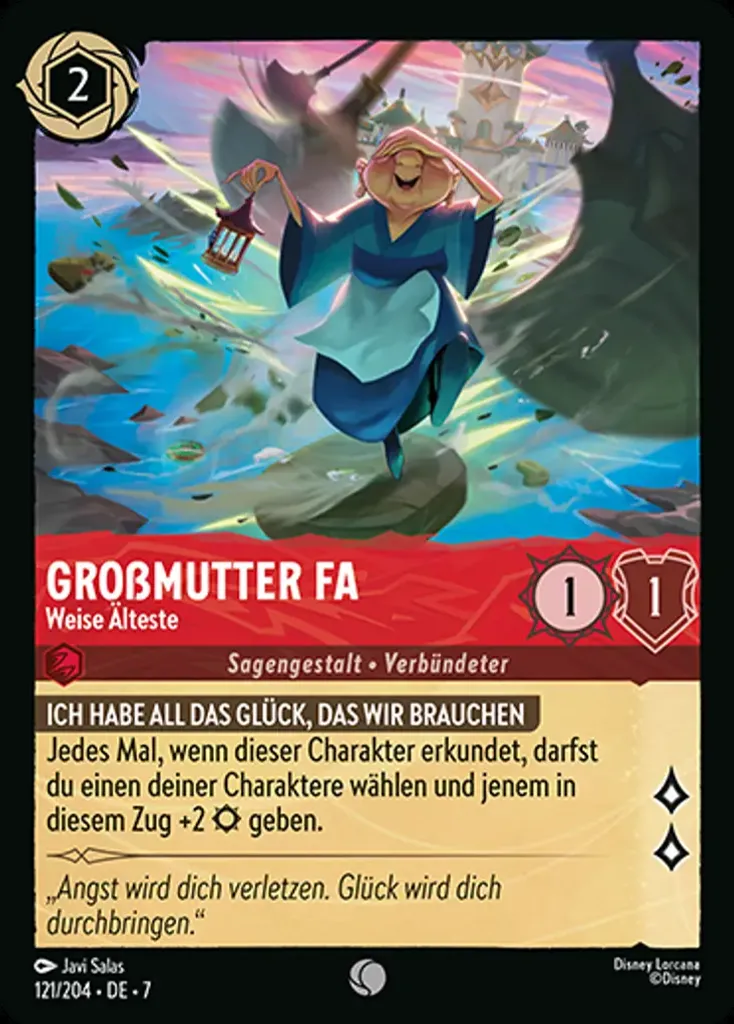 2
GROẞMUTTER FA
1
1
Weise Älteste
Sagengestalt • Verbündeter
ICH HABE ALL DAS GLÜCK, DAS WIR BRAUCHEN
Jedes Mal, wenn dieser Charakter erkundet, darfst
du einen deiner Charaktere wählen und jenem in
diesem Zug +2 geben.
„Angst wird dich verletzen. Glück wird dich
durchbringen.“
Javi Salas
121/204 • DE • 7
Disney Lorcana
©Disney